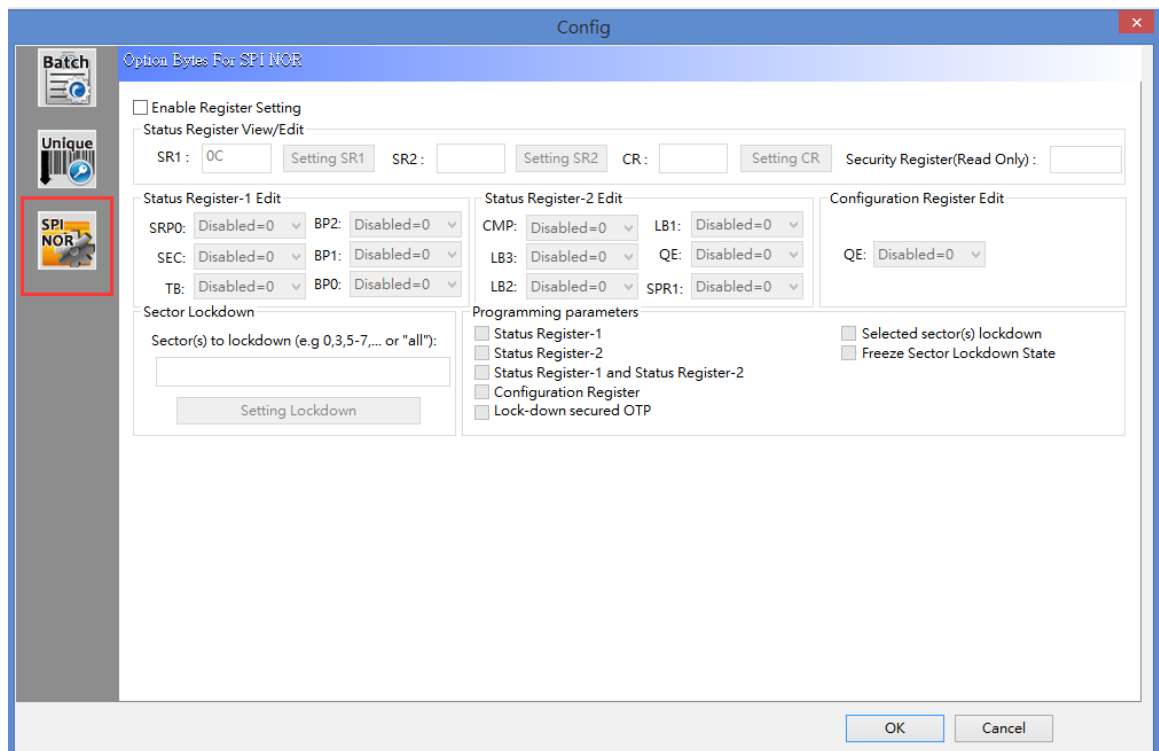 Config
Batch
Option Bytes For SPI NOR
Enable Register Setting
Status Register View/Edit
SR1 : 0C Setting SR1 SR2 : Setting SR2 CR : Setting CR Security Register(Read Only) :
Unique
Status Register-1 Edit Status Register-2 Edit Configuration Register Edit
SRP0: Disabled=0 BP2: Disabled=0 CMP: Disabled=0 LB1: Disabled=0
SPI
NOR
SEC: Disabled=0 BP1: Disabled=0 LB3: Disabled=0 QE: Disabled=0 QE: Disabled=0
TB: Disabled=0 BP0: Disabled=0 LB2: Disabled=0 SPR1: Disabled=0
Sector Lockdown Programming parameters
Sector(s) to lockdown (e.g 0,3,5-7,... or "all"):
Setting Lockdown
Status Register-1
Status Register-2
Status Register-1 and Status Register-2
Configuration Register
Lock-down secured OTP
Selected sector(s) lockdown
Freeze Sector Lockdown State
OK Cancel